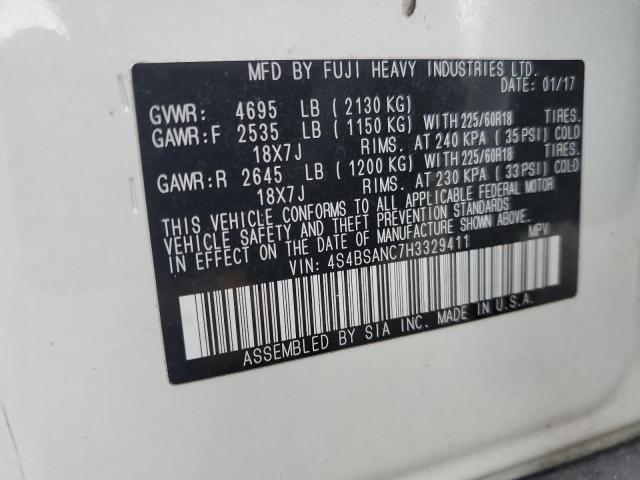 MFD BY FUJI HEAVY INDUSTRIES LTD.
DATE: 01/17
GVWR: 4695 LB (2130 KG)
GAWR:F 2535 LB (1150 KG) WITH 225/60R18 TIRES.
18X7J RIMS. AT 240 KPA (35 PSI) COLD
GAWR:R 2645 LB (1200 KG) WITH 225/60R18 TIRES.
18X7J RIMS. AT 230 KPA (33 PSI) COLD
THIS VEHICLE CONFORMS TO ALL APPLICABLE FEDERAL MOTOR
VEHICLE SAFETY AND THEFT PREVENTION STANDARDS
IN EFFECT ON THE DATE OF MANUFACTURE SHOWN ABOVE.
VIN: 4S4BSANC7H3329411 MPV
ASSEMBLED BY SIA INC. MADE IN U.S.A.